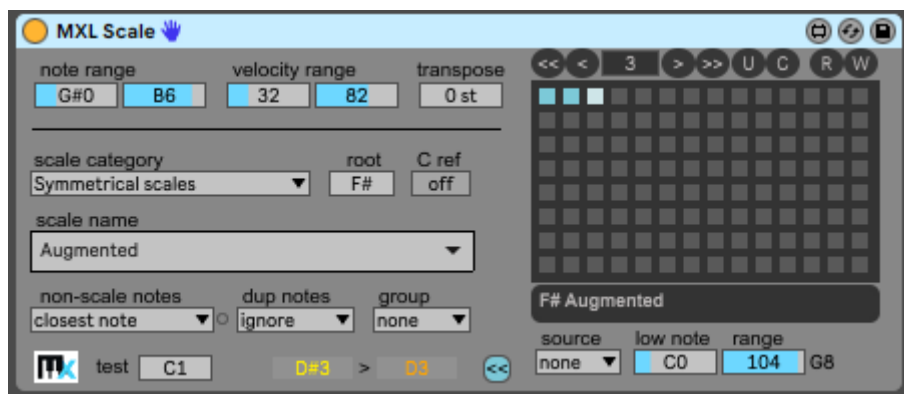 MXL Scale
note range velocity range transpose
G#0 B6 32 82 0 st
<< < 3 > >> U C R W
scale category root C ref
Symmetrical scales F# off
scale name
Augmented
non-scale notes dup notes group
closest note ignore none
F# Augmented
source low note range
none C0 104 G8
mx test C1 D#3 > D3 <<